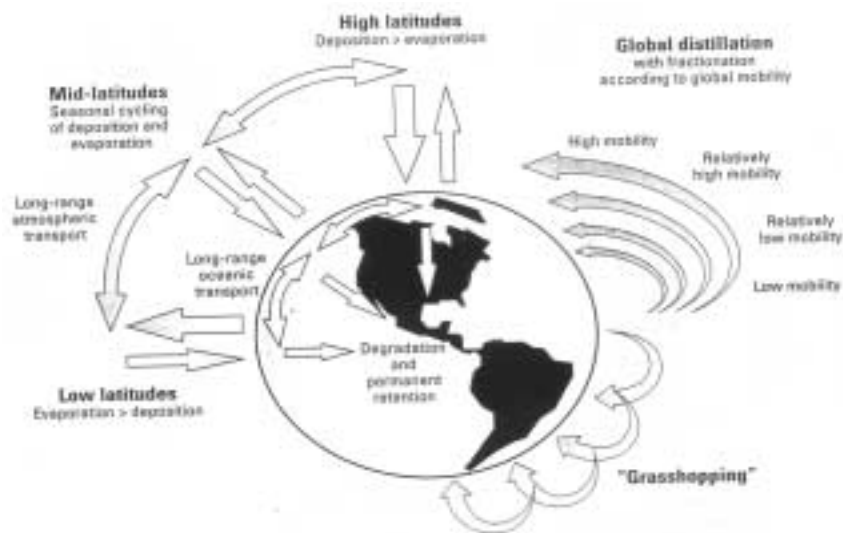 High latitudes
Deposition > evaporation
Global distillation
with fractionation
according to global mobility
Mid-latitudes
Seasonal cycling
of deposition and
evaporation
High mobility
Relatively
high mobility
Long-range
atmospheric
transport
Relatively
low mobility
Long-range
oceanic
transport
Low mobility
Degradation
and
permanent
retention
Low latitudes
Evaporation > deposition
"Grasshopping"